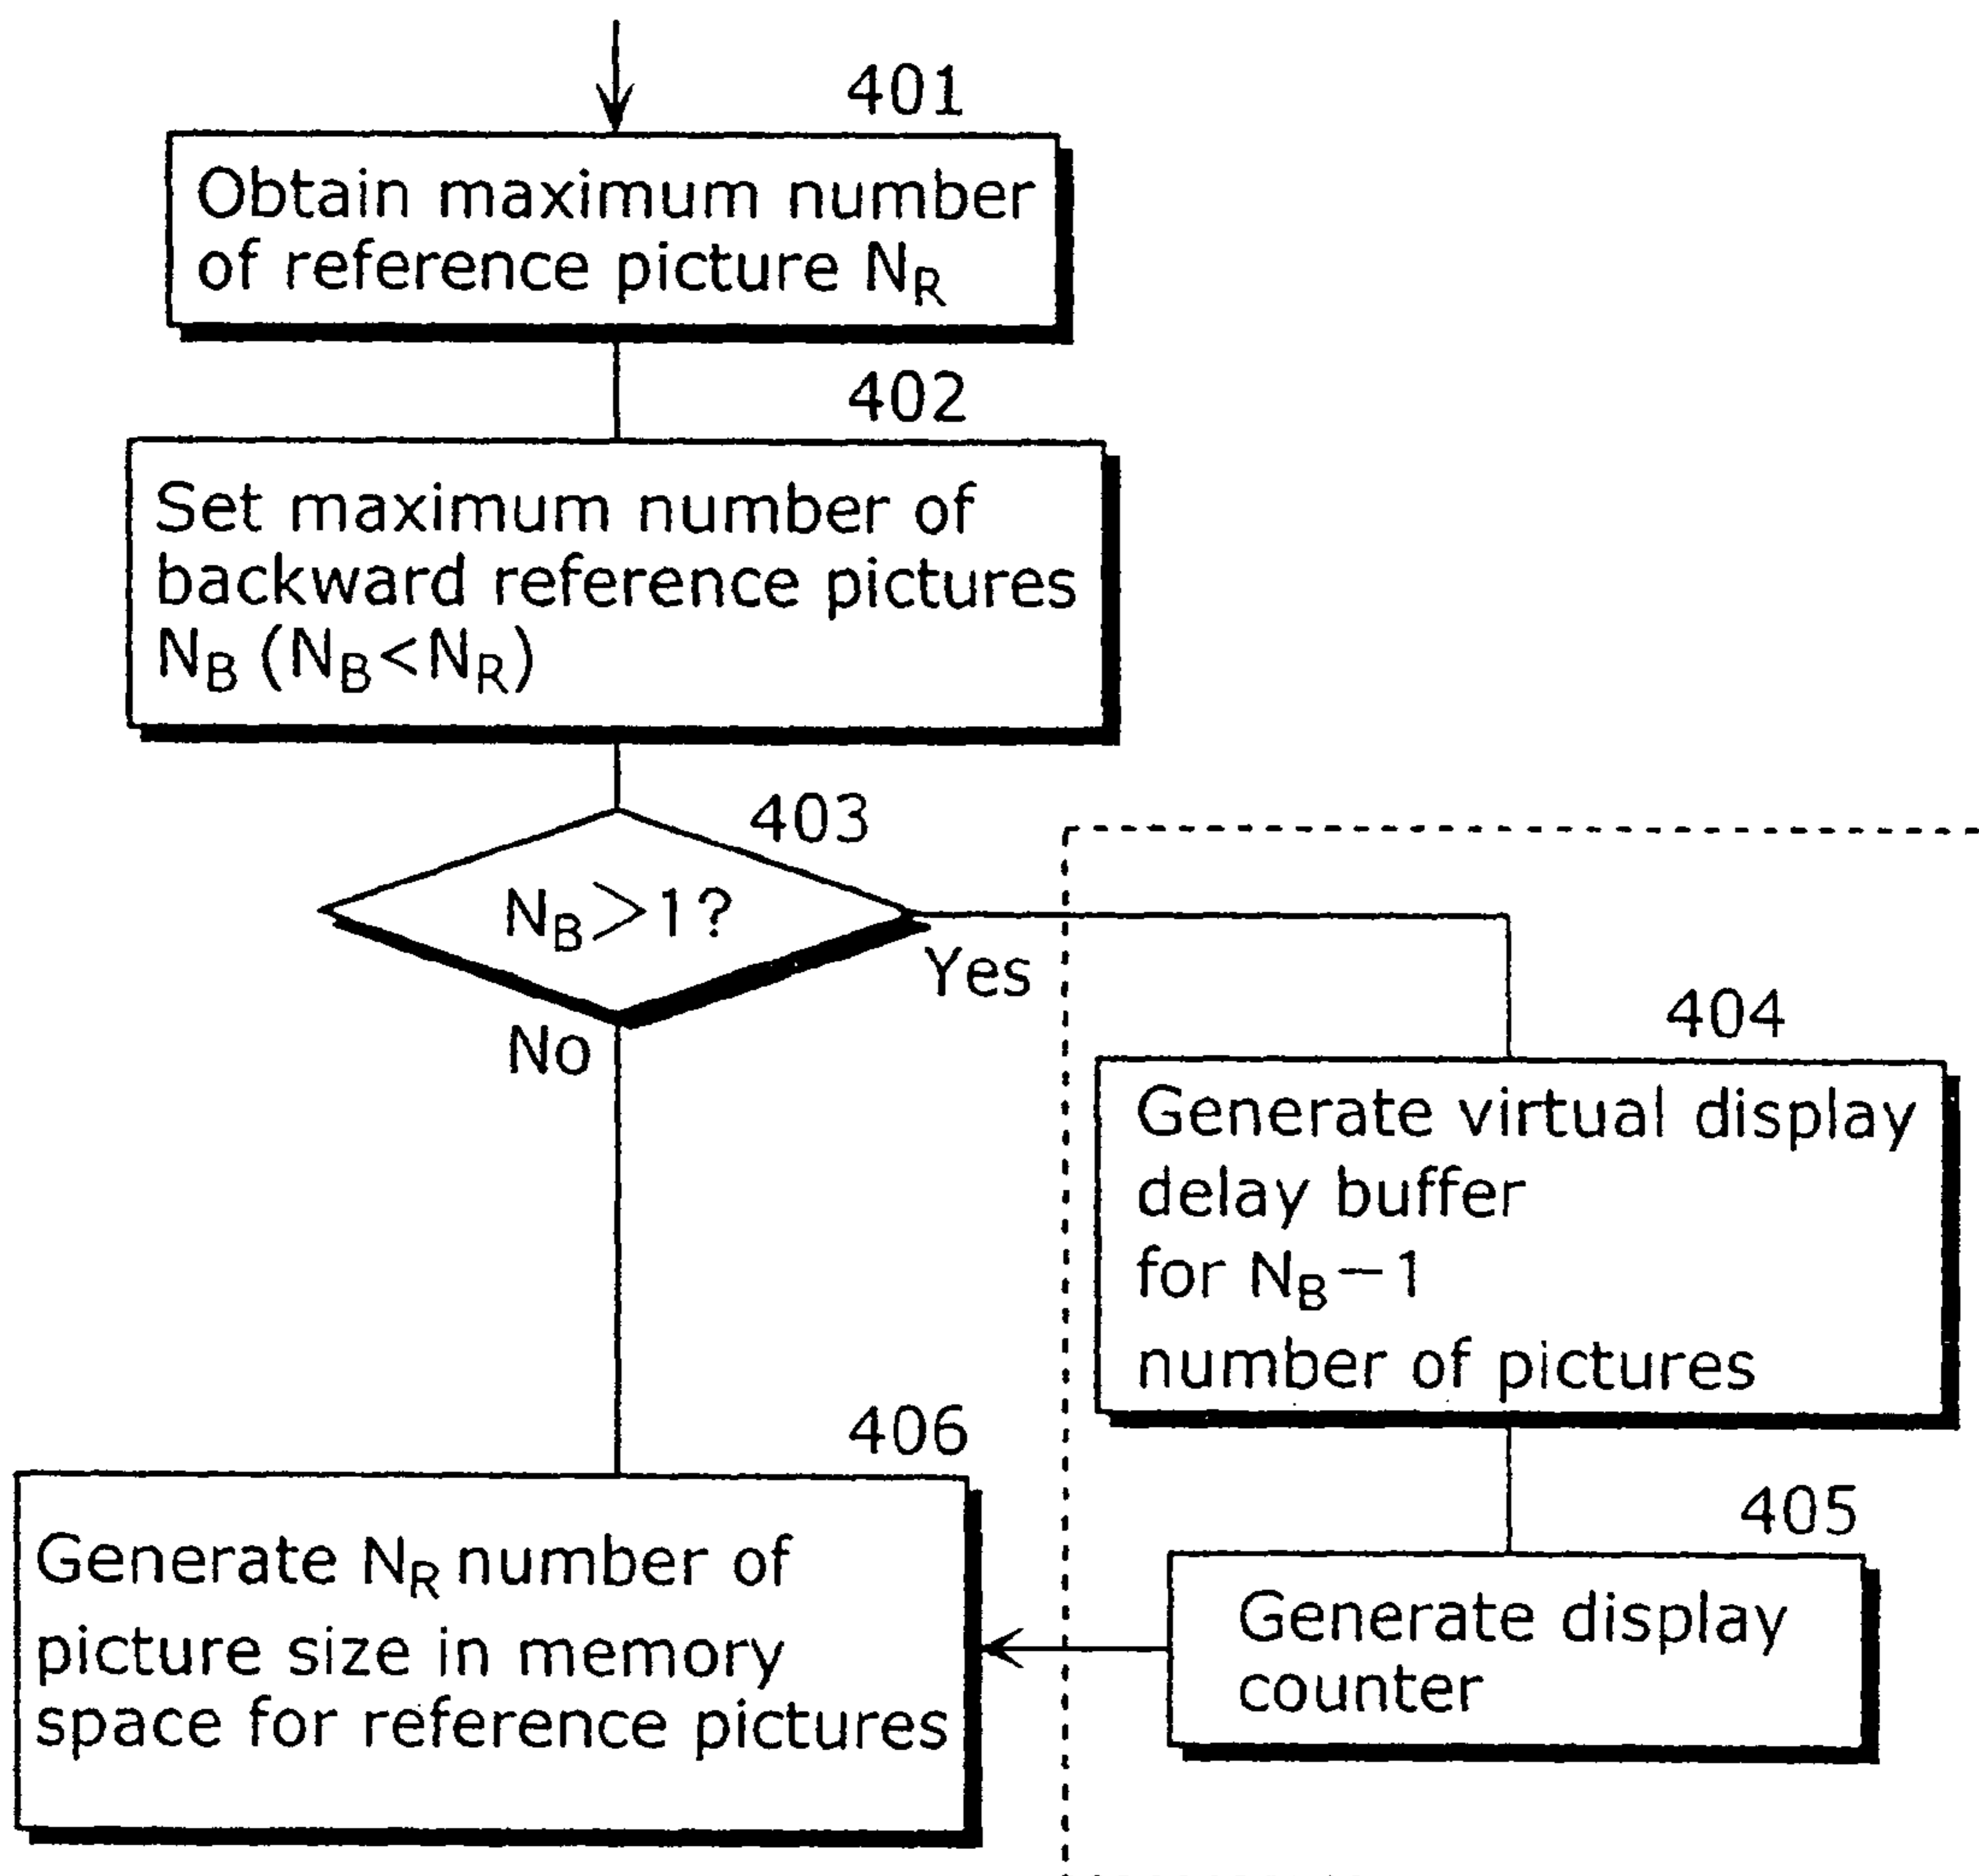 401
Obtain maximum number
of reference picture NR
402
Set maximum number of
backward reference pictures
NB (NB<NR)
403
NB>1?
Yes
No
404
Generate virtual display
delay buffer
for NB−1
number of pictures
405
Generate display
counter
406
Generate NR number of
picture size in memory
space for reference pictures